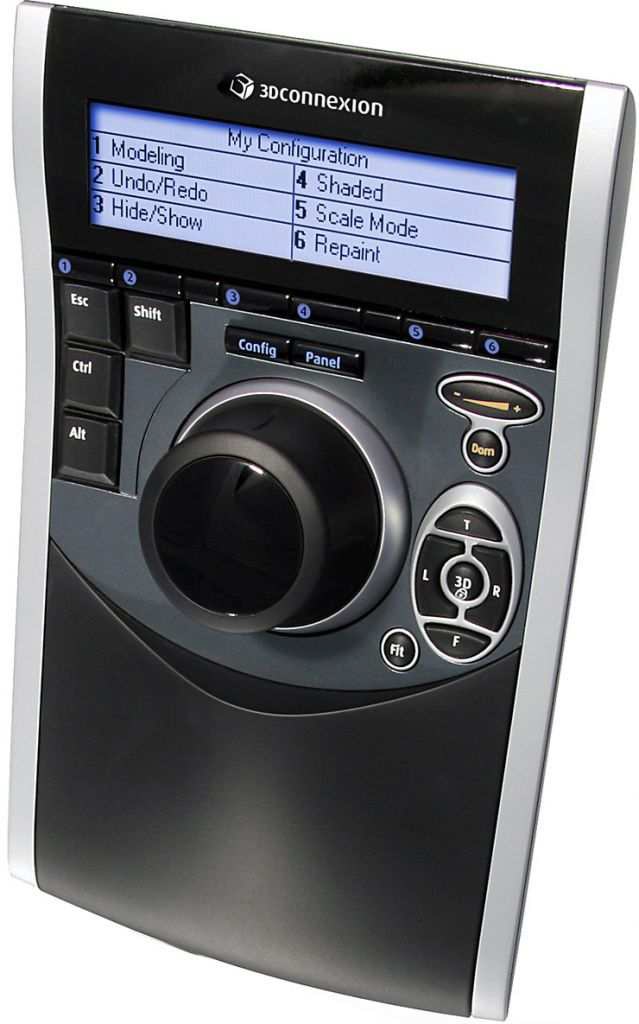 3Dconnexion
My Configuration
1 Modeling
2 Undo/Redo
3 Hide/Show
4 Shaded
5 Scale Mode
6 Repaint
1 2 3 4 5 6
Esc Shift
Config Panel
Ctrl
- +
Alt
Dom
T
L 3D R
F
Fit